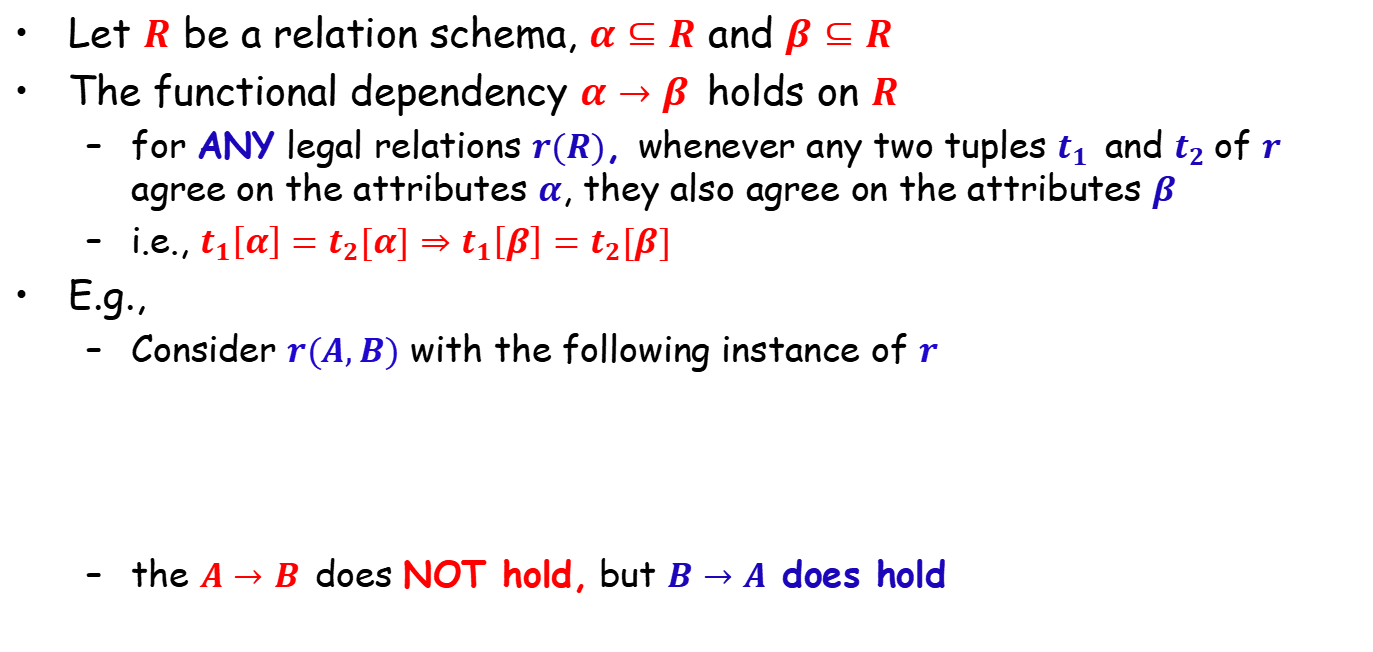 • Let R be a relation schema, α ⊆ R and β ⊆ R
• The functional dependency α → β holds on R
– for ANY legal relations r(R), whenever any two tuples t₁ and t₂ of r
agree on the attributes α, they also agree on the attributes β
– i.e., t₁[α] = t₂[α] ⇒ t₁[β] = t₂[β]
• E.g.,
– Consider r(A, B) with the following instance of r
– the A → B does NOT hold, but B → A does hold